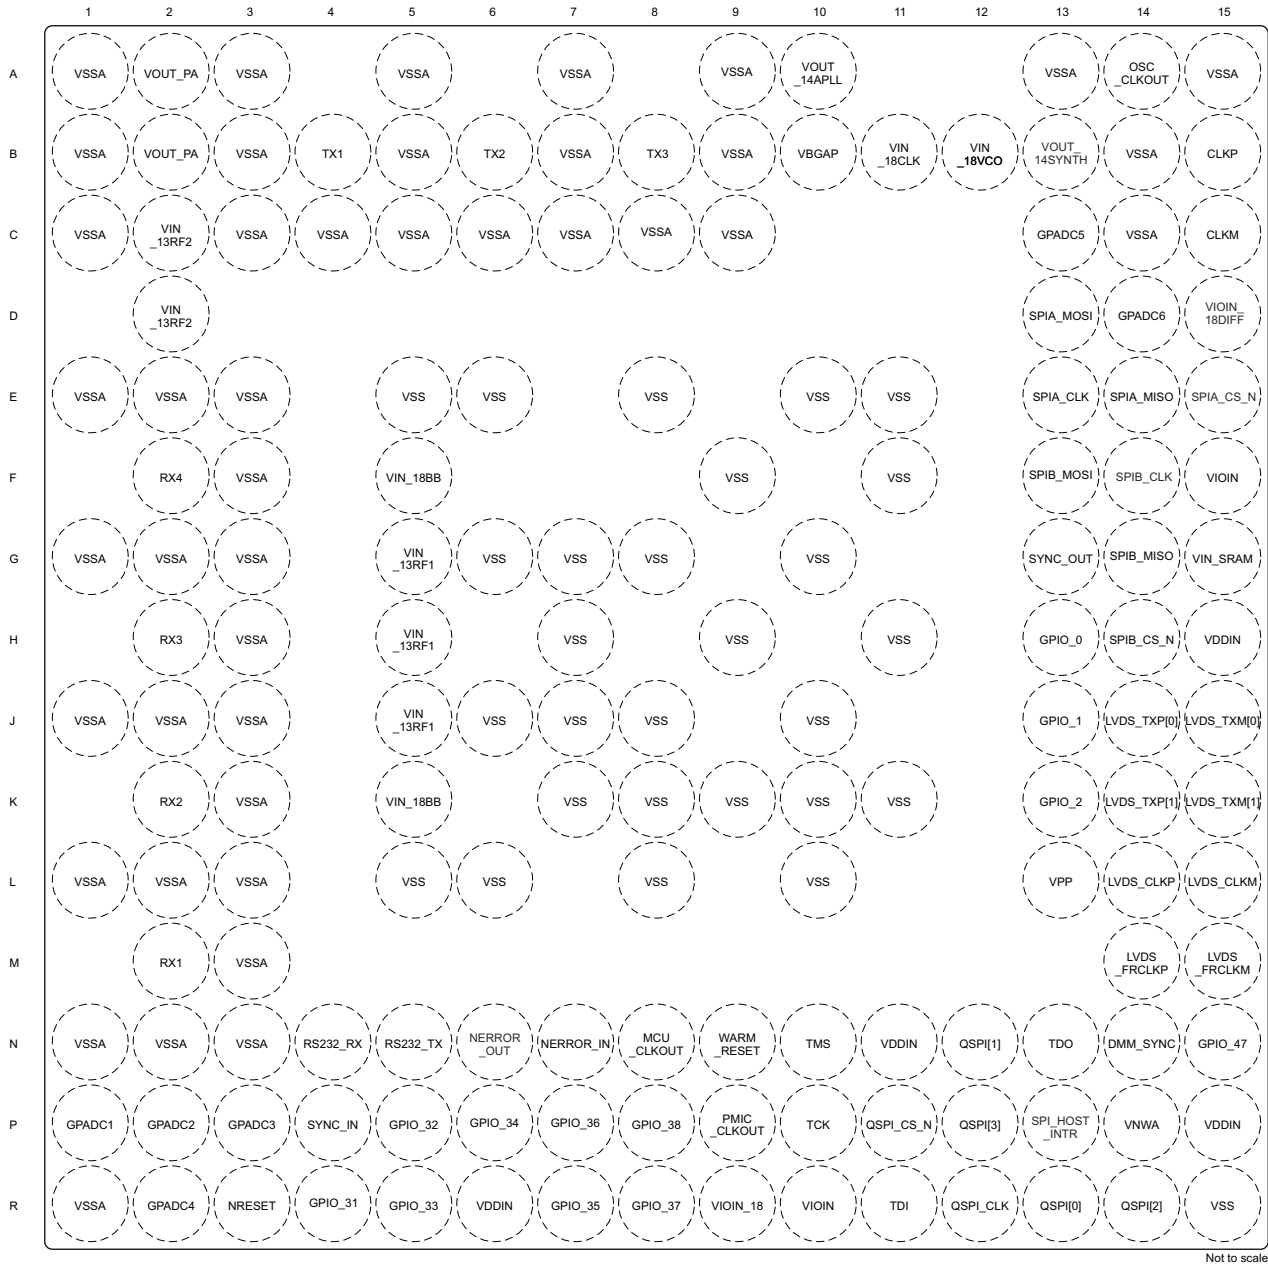 1 2 3 4 5 6 7 8 9 10 11 12 13 14 15
A VSSA VOUT_PA VSSA VSSA VSSA VSSA VOUT _14APLL VSSA OSC _CLKOUT VSSA
B VSSA VOUT_PA VSSA TX1 VSSA TX2 VSSA TX3 VSSA VBGAP VIN _18CLK VIN _18VCO VOUT_ 14SYNTH VSSA CLKP
C VSSA VIN _13RF2 VSSA VSSA VSSA VSSA VSSA VSSA VSSA GPADC5 VSSA CLKM
D VIN _13RF2 SPIA_MOSI GPADC6 VIOIN_ 18DIFF
E VSSA VSSA VSSA VSS VSS VSS VSS VSS SPIA_CLK SPIA_MISO SPIA_CS_N
F RX4 VSSA VIN_18BB VSS VSS SPIB_MOSI SPIB_CLK VIOIN
G VSSA VSSA VSSA VIN _13RF1 VSS VSS VSS VSS SYNC_OUT SPIB_MISO VIN_SRAM
H RX3 VSSA VIN _13RF1 VSS VSS VSS GPIO_0 SPIB_CS_N VDDIN
J VSSA VSSA VSSA VIN _13RF1 VSS VSS VSS VSS GPIO_1 LVDS_TXP[0] LVDS_TXM[0]
K RX2 VSSA VIN_18BB VSS VSS VSS VSS VSS GPIO_2 LVDS_TXP[1] LVDS_TXM[1]
L VSSA VSSA VSSA VSS VSS VSS VSS VPP LVDS_CLKP LVDS_CLKM
M RX1 VSSA LVDS _FRCLKP LVDS _FRCLKM
N VSSA VSSA VSSA RS232_RX RS232_TX NERROR _OUT NERROR_IN MCU _CLKOUT WARM _RESET TMS VDDIN QSPI[1] TDO DMM_SYNC GPIO_47
P GPADC1 GPADC2 GPADC3 SYNC_IN GPIO_32 GPIO_34 GPIO_36 GPIO_38 PMIC _CLKOUT TCK QSPI_CS_N QSPI[3] SPI_HOST _INTR VNWA VDDIN
R VSSA GPADC4 NRESET GPIO_31 GPIO_33 VDDIN GPIO_35 GPIO_37 VIOIN_18 VIOIN TDI QSPI_CLK QSPI[0] QSPI[2] VSS
Not to scale